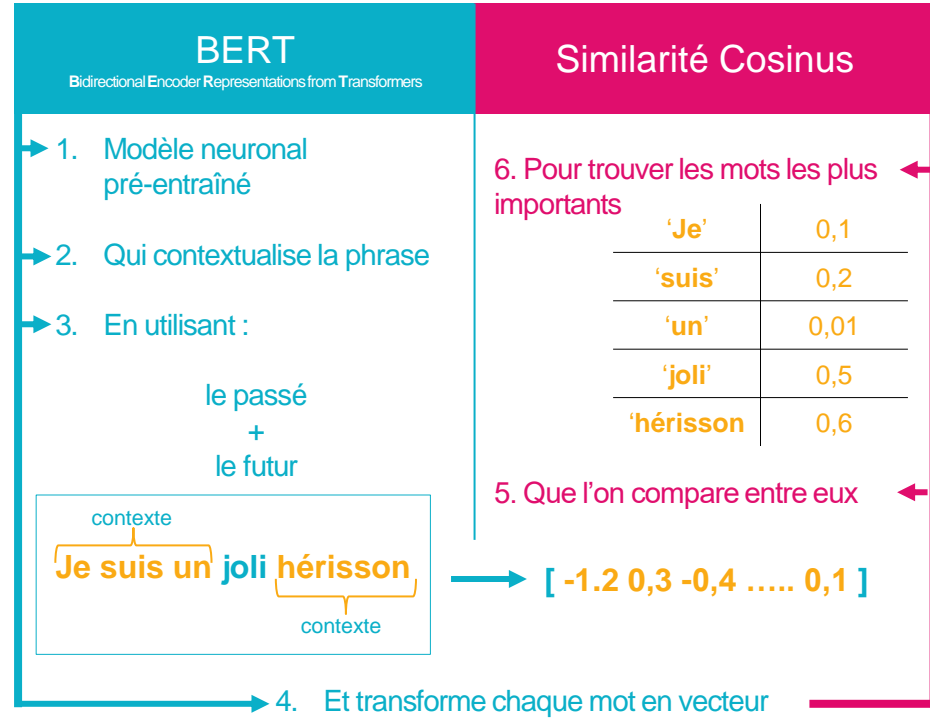 BERT
Bidirectional Encoder Representations from Transformers
1. Modèle neuronal
pré-entraîné
2. Qui contextualise la phrase
3. En utilisant :
le passé
+
le futur
contexte
Je suis un joli hérisson
contexte
4. Et transforme chaque mot en vecteur
Similarité Cosinus
6. Pour trouver les mots les plus
importants
‘Je’ 0,1
‘suis’ 0,2
‘un’ 0,01
‘joli’ 0,5
‘hérisson 0,6
5. Que l’on compare entre eux
[ -1.2 0,3 -0,4 ..... 0,1 ]